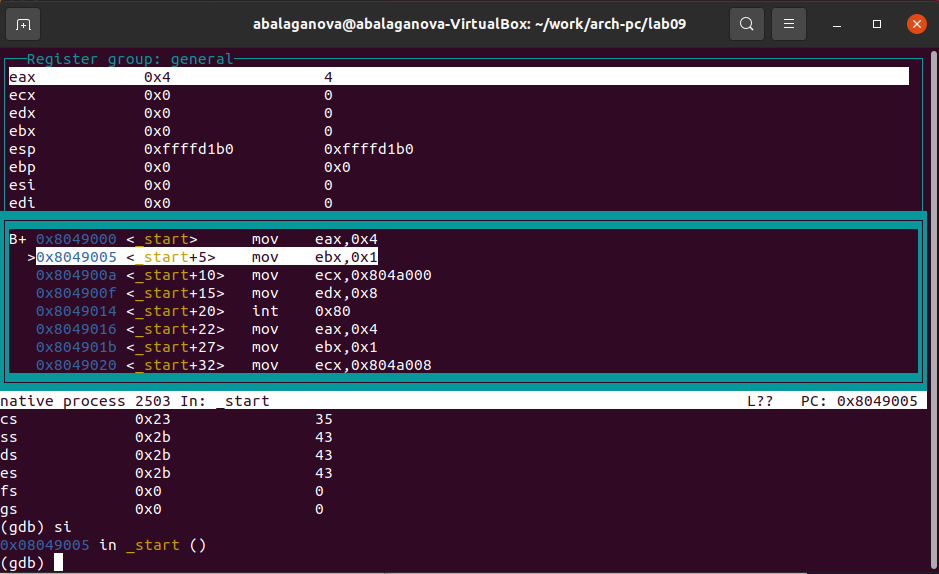 abalaganova@abalaganova-VirtualBox: ~/work/arch-pc/lab09
Register group: general
eax 0x4 4
ecx 0x0 0
edx 0x0 0
ebx 0x0 0
esp 0xffffd1b0 0xffffd1b0
ebp 0x0 0x0
esi 0x0 0
edi 0x0 0
B+ 0x8049000 <_start> mov eax,0x4
>0x8049005 <_start+5> mov ebx,0x1
0x804900a <_start+10> mov ecx,0x804a000
0x804900f <_start+15> mov edx,0x8
0x8049014 <_start+20> int 0x80
0x8049016 <_start+22> mov eax,0x4
0x804901b <_start+27> mov ebx,0x1
0x8049020 <_start+32> mov ecx,0x804a008
native process 2503 In: _start L?? PC: 0x8049005
cs 0x23 35
ss 0x2b 43
ds 0x2b 43
es 0x2b 43
fs 0x0 0
gs 0x0 0
(gdb) si
0x08049005 in _start ()
(gdb)